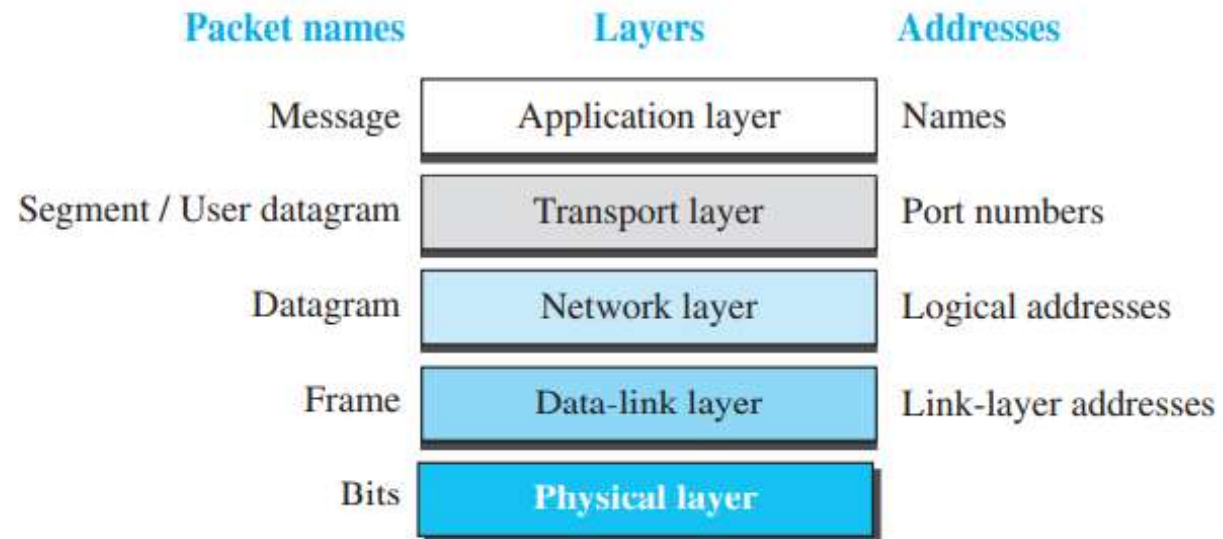 Packet names Layers Addresses
Message Application layer Names
Segment / User datagram Transport layer Port numbers
Datagram Network layer Logical addresses
Frame Data-link layer Link-layer addresses
Bits Physical layer